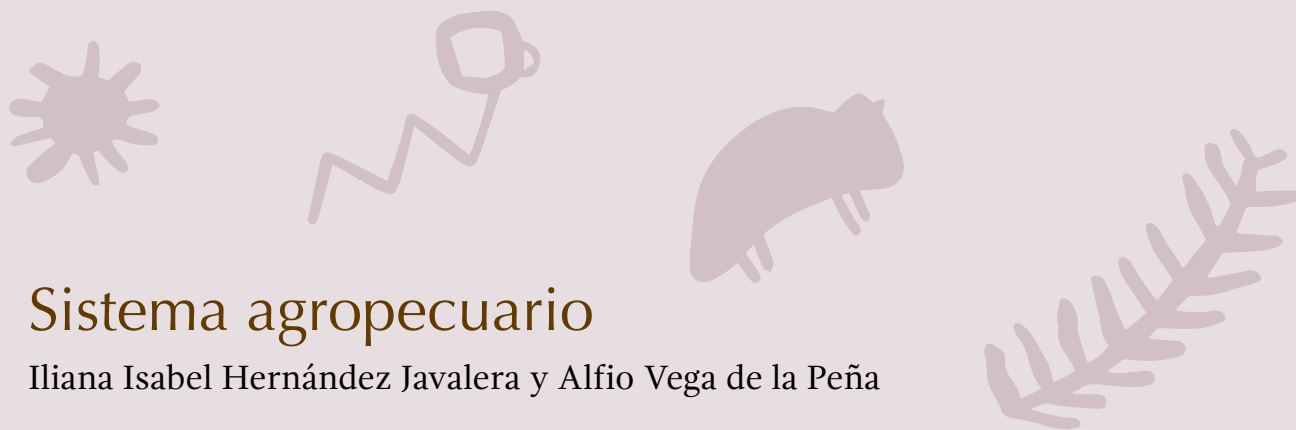 Sistema agropecuario
Iliana Isabel Hernández Javalera y Alfio Vega de la Peña